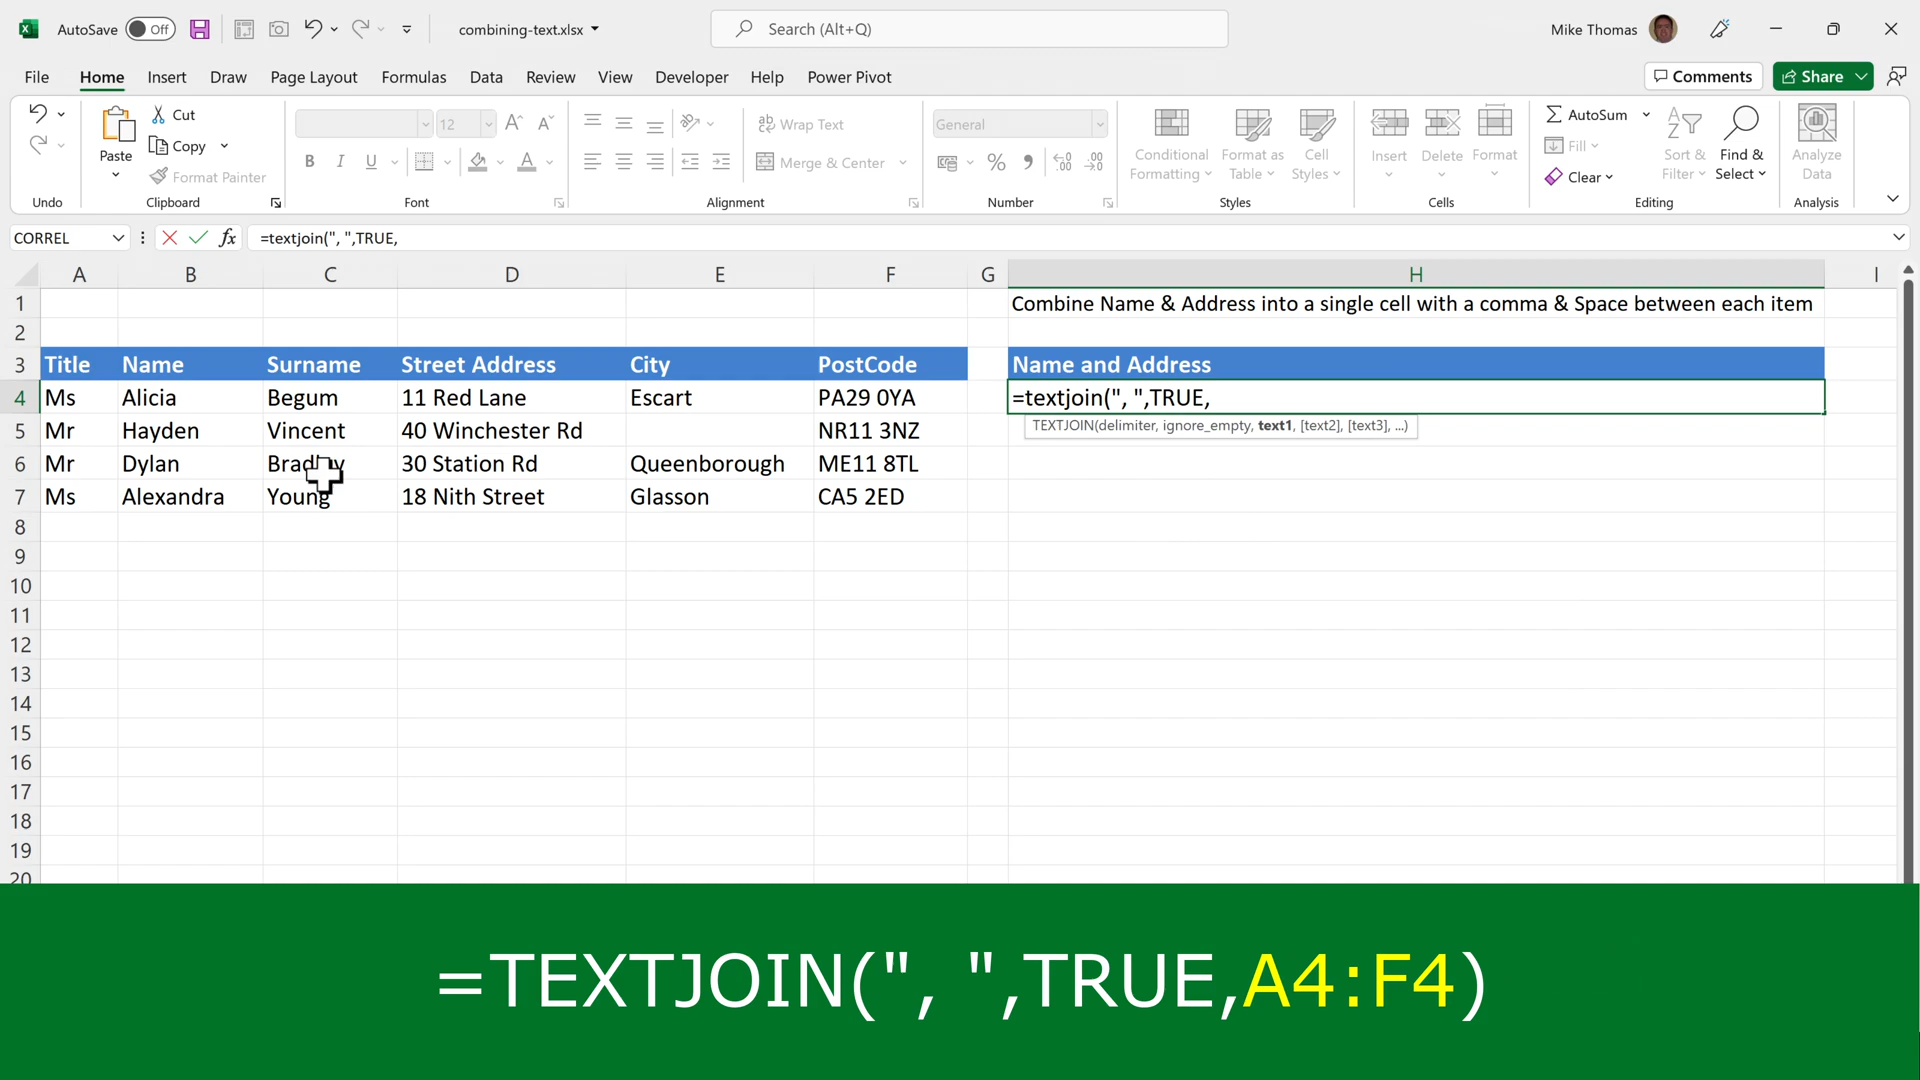 AutoSave Off combining-text.xlsx Search (Alt+Q) Mike Thomas
File Home Insert Draw Page Layout Formulas Data Review View Developer Help Power Pivot Comments Share
Paste Cut Copy Format Painter
12
B I U
Wrap Text
Merge & Center
General
%
Conditional Formatting
Format as Table
Cell Styles
Insert Delete Format
AutoSum
Fill
Clear
Sort & Filter
Find & Select
Analyze Data
Undo Clipboard Font Alignment Number Styles Cells Editing Analysis
CORREL fx =textjoin(", ",TRUE,
A B C D E F G H I
1 Combine Name & Address into a single cell with a comma & Space between each item
2
3 Title Name Surname Street Address City PostCode Name and Address
4 Ms Alicia Begum 11 Red Lane Escart PA29 0YA =textjoin(", ",TRUE,
TEXTJOIN(delimiter, ignore_empty, text1, [text2], [text3], ...)
5 Mr Hayden Vincent 40 Winchester Rd NR11 3NZ
6 Mr Dylan Bradley 30 Station Rd Queenborough ME11 8TL
7 Ms Alexandra Young 18 Nith Street Glasson CA5 2ED
8
9
10
11
12
13
14
15
16
17
18
19
20
=TEXTJOIN(", ",TRUE,A4:F4)